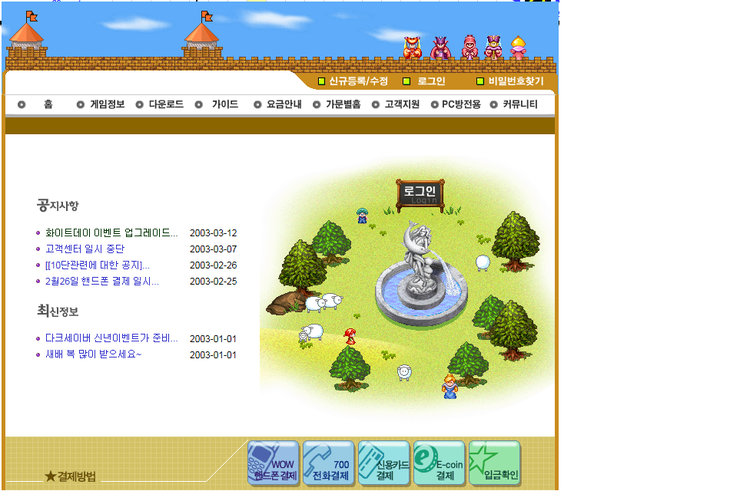 신규등록/수정 로그인 비밀번호찾기
홈 게임정보 다운로드 가이드 요금안내 가문별홈 고객지원 PC방전용 커뮤니티
로그인
Login
공지사항
화이트데이 이벤트 업그레이드... 2003-03-12
고객센터 일시 중단 2003-03-07
[[10단관련에 대한 공지]... 2003-02-26
2월26일 핸드폰 결제 일시... 2003-02-25
최신정보
다크세이버 신년이벤트가 준비... 2003-01-01
새배 복 많이 받으세요~ 2003-01-01
★결제방법
WOW
핸드폰 결제
700
전화결제
신용카드
결제
E-coin
결제
입금확인